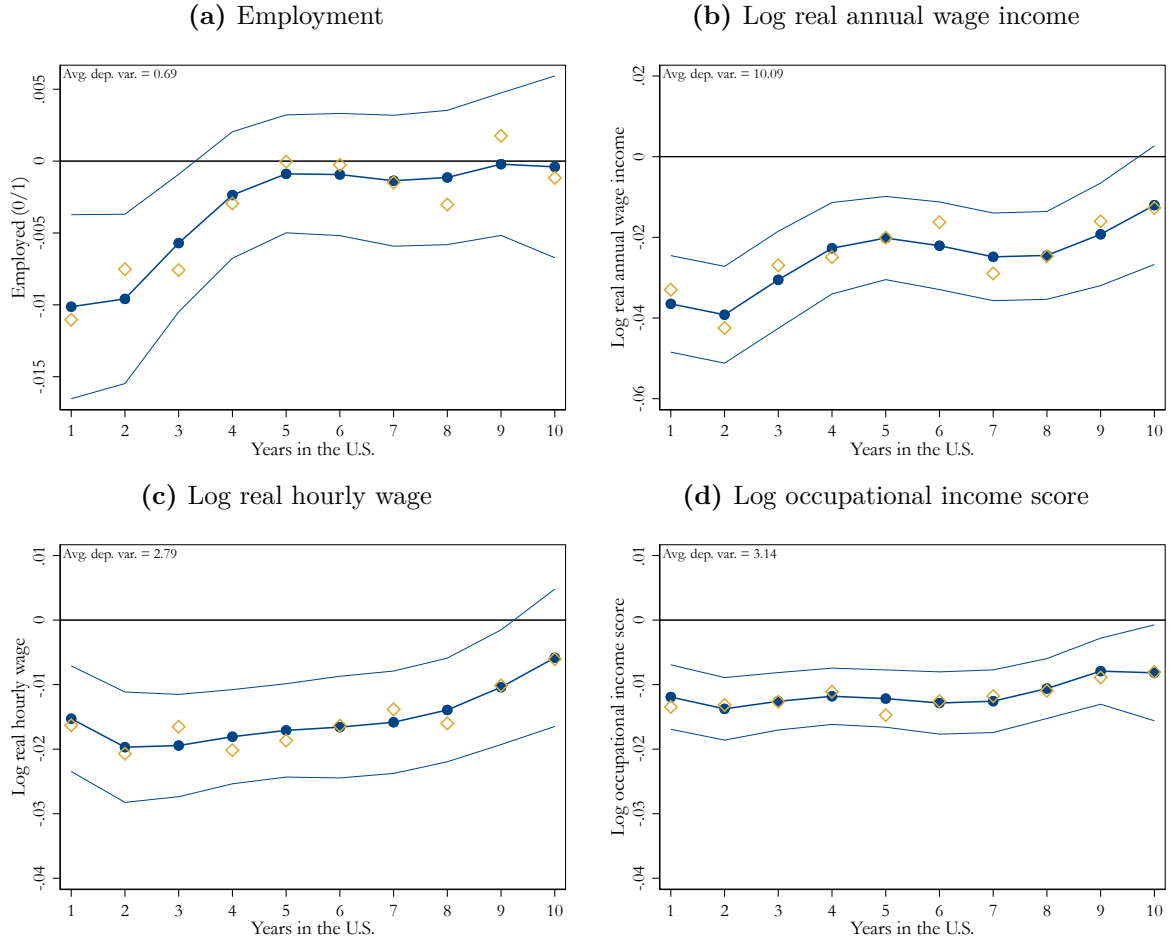 (a) Employment
Avg. dep. var. = 0.69
Employed (0/1)
.005
0
-.005
-.01
-.015
1 2 3 4 5 6 7 8 9 10
Years in the U.S.
(b) Log real annual wage income
Avg. dep. var. = 10.09
Log real annual wage income
.02
0
-.02
-.04
-.06
1 2 3 4 5 6 7 8 9 10
Years in the U.S.
(c) Log real hourly wage
Avg. dep. var. = 2.79
Log real hourly wage
.01
0
-.01
-.02
-.03
-.04
1 2 3 4 5 6 7 8 9 10
Years in the U.S.
(d) Log occupational income score
Avg. dep. var. = 3.14
Log occupational income score
.01
0
-.01
-.02
-.03
-.04
1 2 3 4 5 6 7 8 9 10
Years in the U.S.